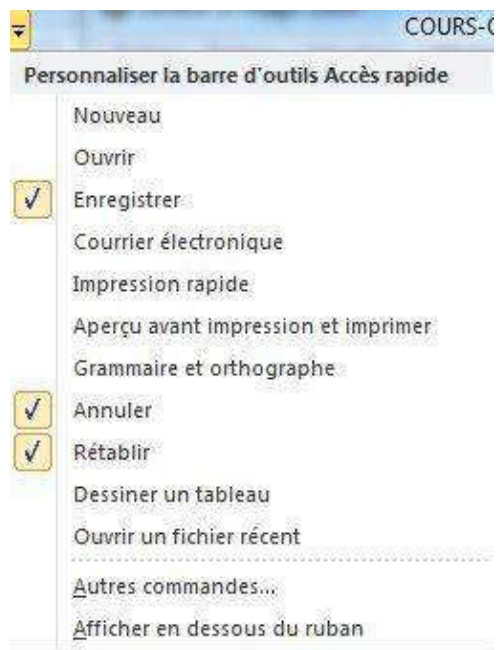 COURS-
Personnaliser la barre d'outils Accès rapide
Nouveau
Ouvrir
Enregistrer
Courrier électronique
Impression rapide
Aperçu avant impression et imprimer
Grammaire et orthographe
Annuler
Rétablir
Dessiner un tableau
Ouvrir un fichier récent
Autres commandes...
Afficher en dessous du ruban